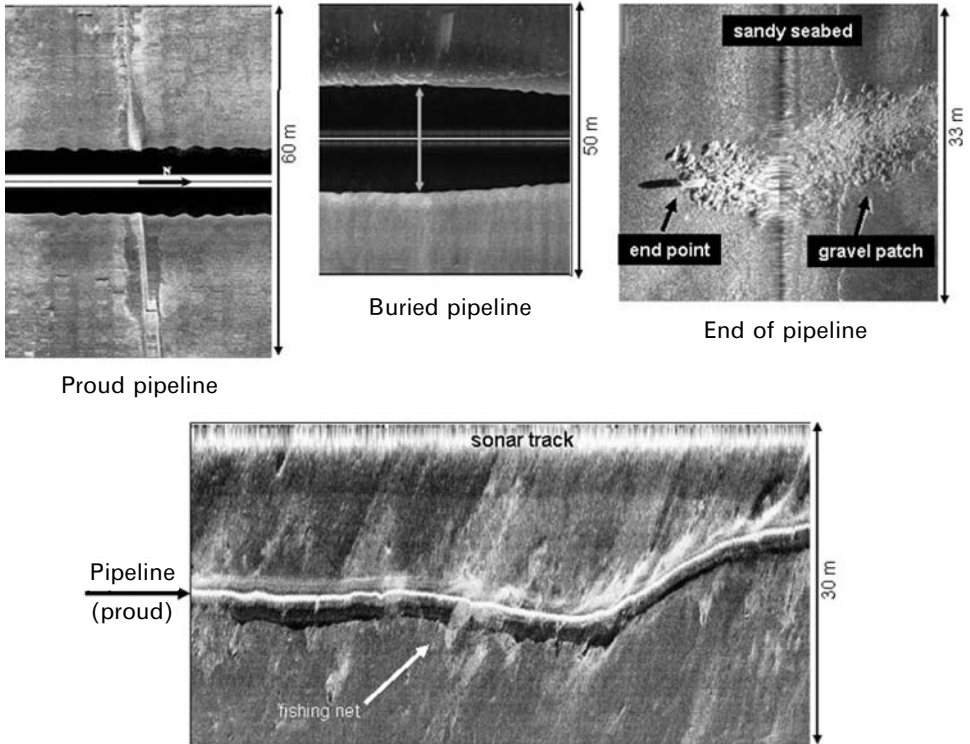 60 m
N
Proud pipeline
50 m
Buried pipeline
sandy seabed
33 m
end point
gravel patch
End of pipeline
sonar track
Pipeline
(proud)
30 m
fishing net